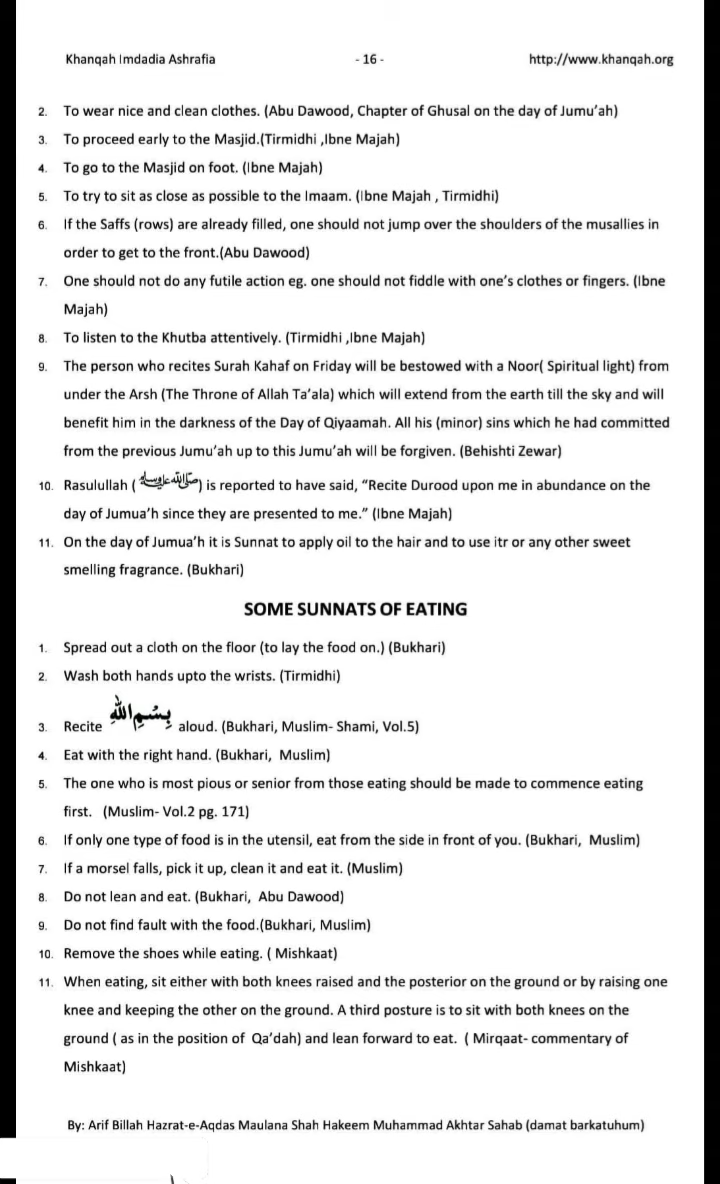 Khanqah Imdadia Ashrafia - 16 - http://www.khanqah.org
2. To wear nice and clean clothes. (Abu Dawood, Chapter of Ghusal on the day of Jumu’ah)
3. To proceed early to the Masjid.(Tirmidhi ,Ibne Majah)
4. To go to the Masjid on foot. (Ibne Majah)
5. To try to sit as close as possible to the Imaam. (Ibne Majah , Tirmidhi)
6. If the Saffs (rows) are already filled, one should not jump over the shoulders of the musallies in
order to get to the front.(Abu Dawood)
7. One should not do any futile action eg. one should not fiddle with one’s clothes or fingers. (Ibne
Majah)
8. To listen to the Khutba attentively. (Tirmidhi ,Ibne Majah)
9. The person who recites Surah Kahaf on Friday will be bestowed with a Noor( Spiritual light) from
under the Arsh (The Throne of Allah Ta’ala) which will extend from the earth till the sky and will
benefit him in the darkness of the Day of Qiyaamah. All his (minor) sins which he had committed
from the previous Jumu’ah up to this Jumu’ah will be forgiven. (Behishti Zewar)
10. Rasulullah ( صلی اللہ علیہ وسلم) is reported to have said, “Recite Durood upon me in abundance on the
day of Jumua’h since they are presented to me.” (Ibne Majah)
11. On the day of Jumua’h it is Sunnat to apply oil to the hair and to use itr or any other sweet
smelling fragrance. (Bukhari)
SOME SUNNATS OF EATING
1. Spread out a cloth on the floor (to lay the food on.) (Bukhari)
2. Wash both hands upto the wrists. (Tirmidhi)
3. Recite بِسْمِ اللّٰهِ aloud. (Bukhari, Muslim- Shami, Vol.5)
4. Eat with the right hand. (Bukhari, Muslim)
5. The one who is most pious or senior from those eating should be made to commence eating
first. (Muslim- Vol.2 pg. 171)
6. If only one type of food is in the utensil, eat from the side in front of you. (Bukhari, Muslim)
7. If a morsel falls, pick it up, clean it and eat it. (Muslim)
8. Do not lean and eat. (Bukhari, Abu Dawood)
9. Do not find fault with the food.(Bukhari, Muslim)
10. Remove the shoes while eating. ( Mishkaat)
11. When eating, sit either with both knees raised and the posterior on the ground or by raising one
knee and keeping the other on the ground. A third posture is to sit with both knees on the
ground ( as in the position of Qa’dah) and lean forward to eat. ( Mirqaat- commentary of
Mishkaat)
By: Arif Billah Hazrat-e-Aqdas Maulana Shah Hakeem Muhammad Akhtar Sahab (damat barkatuhum)